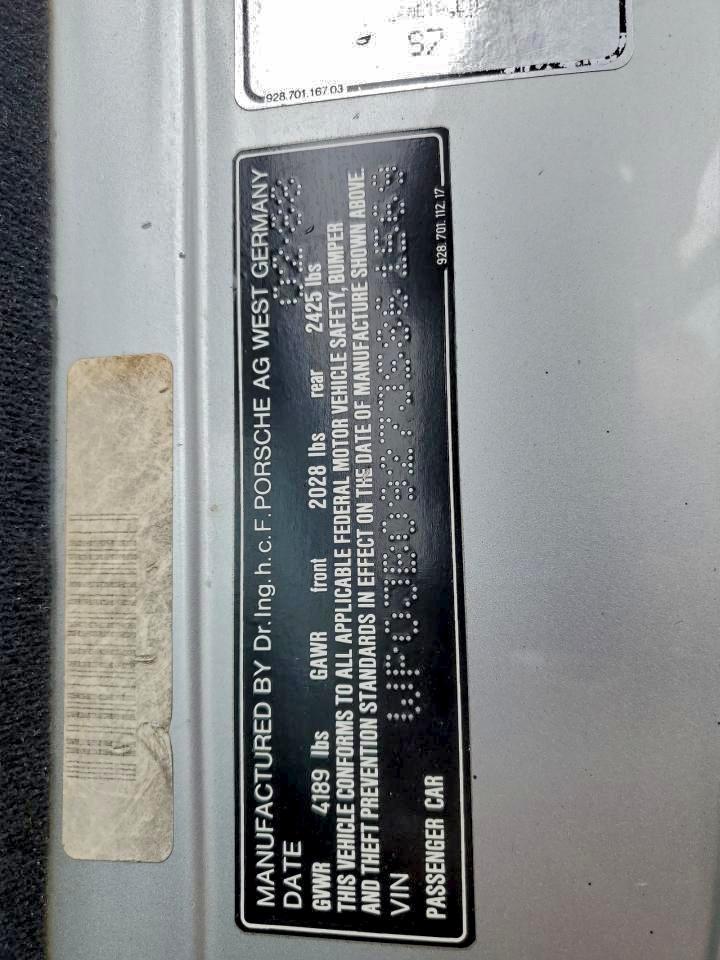 S7
928.701.167.03
MANUFACTURED BY Dr. Ing. h. c. F. PORSCHE AG WEST GERMANY
DATE
GVWR 4189 lbs GAWR front 2028 lbs rear 2425 lbs
THIS VEHICLE CONFORMS TO ALL APPLICABLE FEDERAL MOTOR VEHICLE SAFETY, BUMPER
AND THEFT PREVENTION STANDARDS IN EFFECT ON THE DATE OF MANUFACTURE SHOWN ABOVE.
VIN
PASSENGER CAR
928. 701. 112. 17